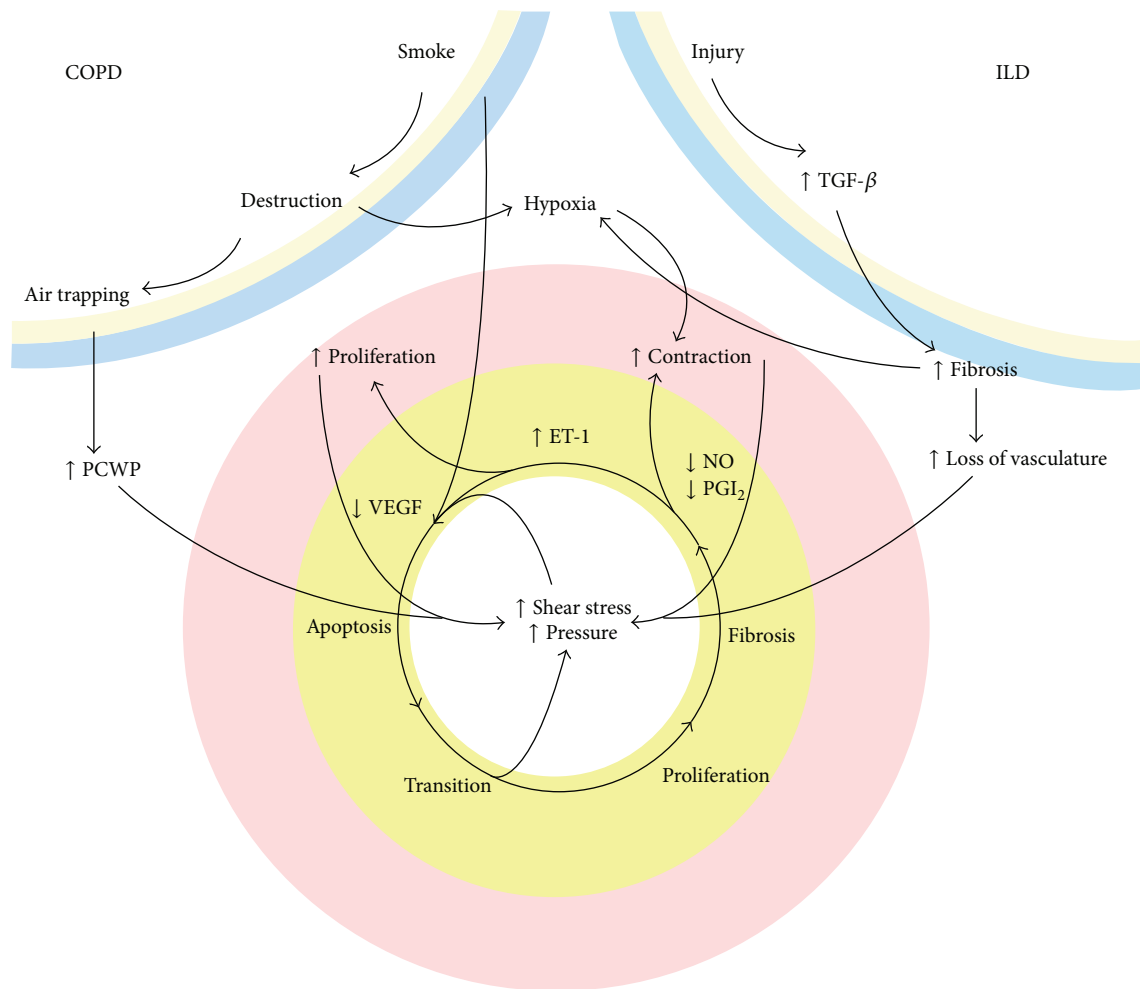 COPD
Smoke
Injury
ILD
↑ TGF-β
Destruction
Hypoxia
Air trapping
↑ Proliferation
↑ Contraction
↑ Fibrosis
↑ ET-1
↑ PCWP
↓ NO
↓ PGI₂
↑ Loss of vasculature
↓ VEGF
↑ Shear stress
↑ Pressure
Apoptosis
Fibrosis
Transition
Proliferation